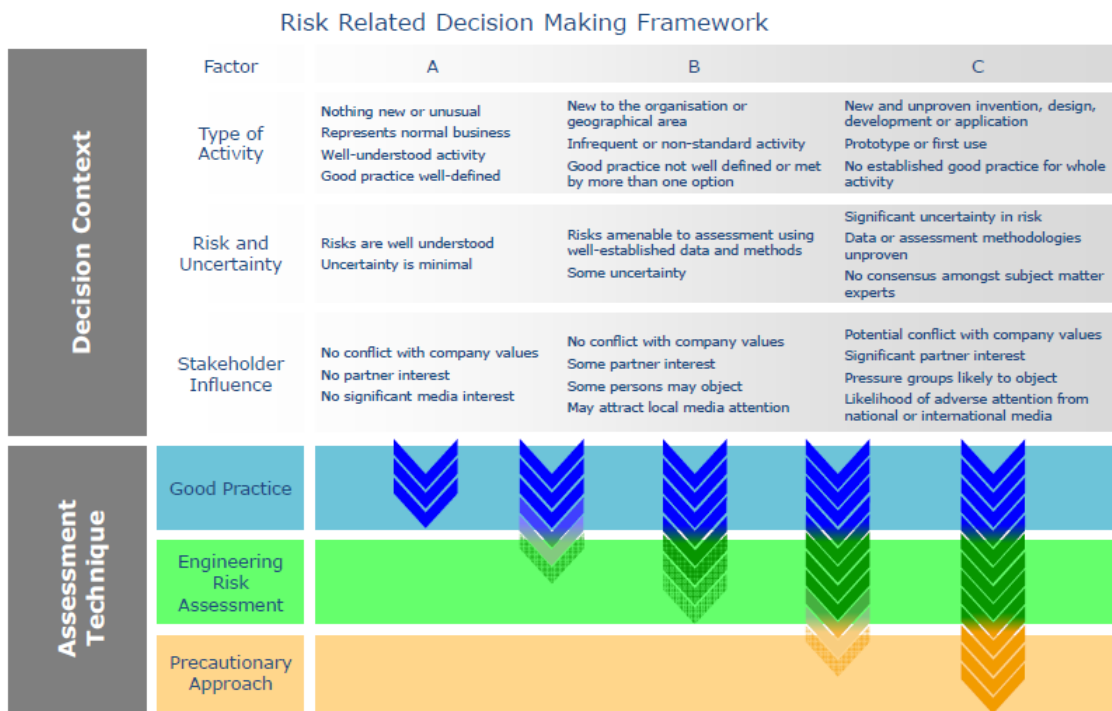 Risk Related Decision Making Framework
Decision Context
Factor
A
B
C
Type of
Activity
Nothing new or unusual
Represents normal business
Well-understood activity
Good practice well-defined
New to the organisation or
geographical area
Infrequent or non-standard activity
Good practice not well defined or met
by more than one option
New and unproven invention, design,
development or application
Prototype or first use
No established good practice for whole
activity
Risk and
Uncertainty
Risks are well understood
Uncertainty is minimal
Risks amenable to assessment using
well-established data and methods
Some uncertainty
Significant uncertainty in risk
Data or assessment methodologies
unproven
No consensus amongst subject matter
experts
Stakeholder
Influence
No conflict with company values
No partner interest
No significant media interest
No conflict with company values
Some partner interest
Some persons may object
May attract local media attention
Potential conflict with company values
Significant partner interest
Pressure groups likely to object
Likelihood of adverse attention from
national or international media
Assessment
Technique
Good Practice
Engineering
Risk
Assessment
Precautionary
Approach